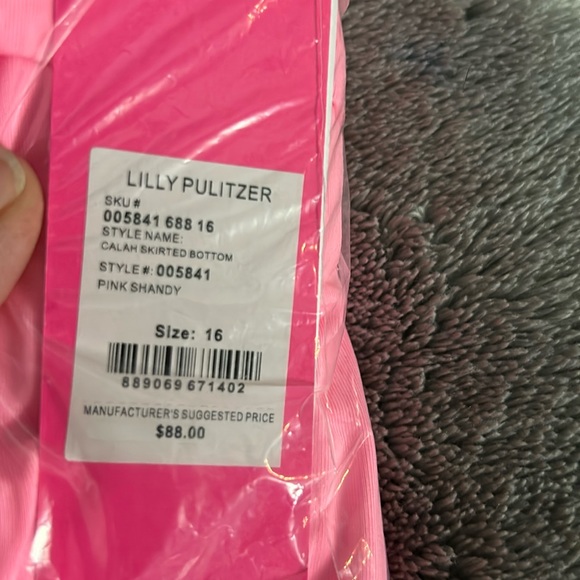 LILLY PULITZER
SKU #
005841 688 16
STYLE NAME:
CALAH SKIRTED BOTTOM
STYLE #: 005841
PINK SHANDY
Size: 16
889069 671402
MANUFACTURER'S SUGGESTED PRICE
$88.00